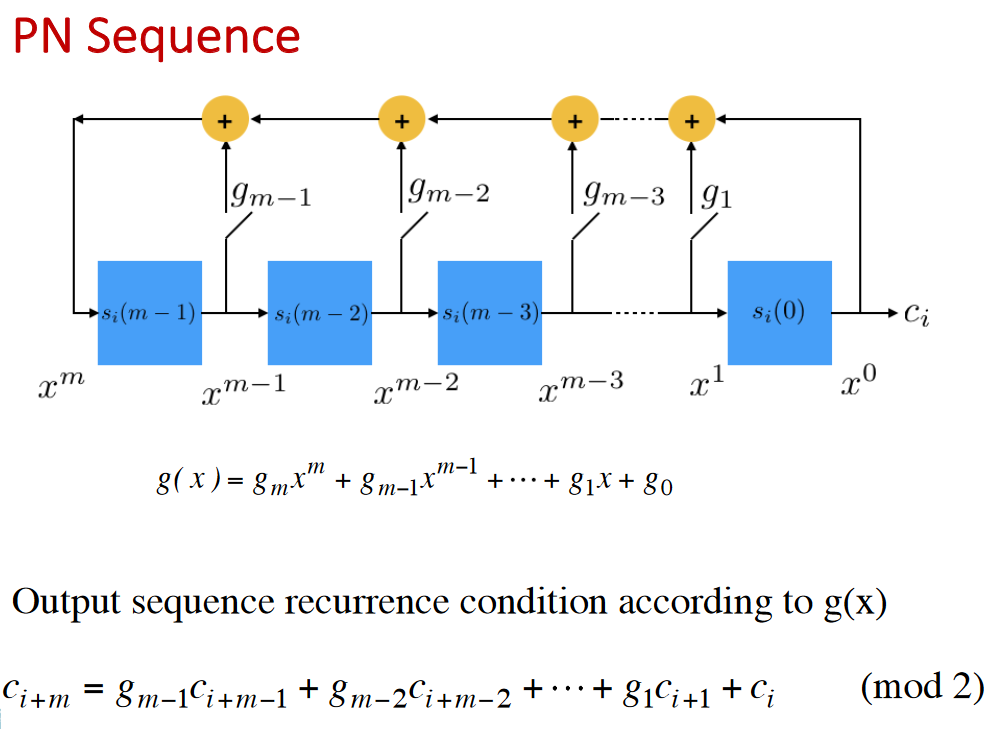 PN Sequence
+ + + +
g_{m-1} g_{m-2} g_{m-3} g_1
s_i(m − 1) s_i(m − 2) s_i(m − 3) s_i(0) c_i
x^m x^{m-1} x^{m-2} x^{m-3} x^1 x^0
g( x ) = g_m x^m + g_{m-1} x^{m-1} + ⋯ + g_1 x + g_0
Output sequence recurrence condition according to g(x)
c_{i+m} = g_{m-1} c_{i+m-1} + g_{m-2} c_{i+m-2} + ⋯ + g_1 c_{i+1} + c_i (mod 2)